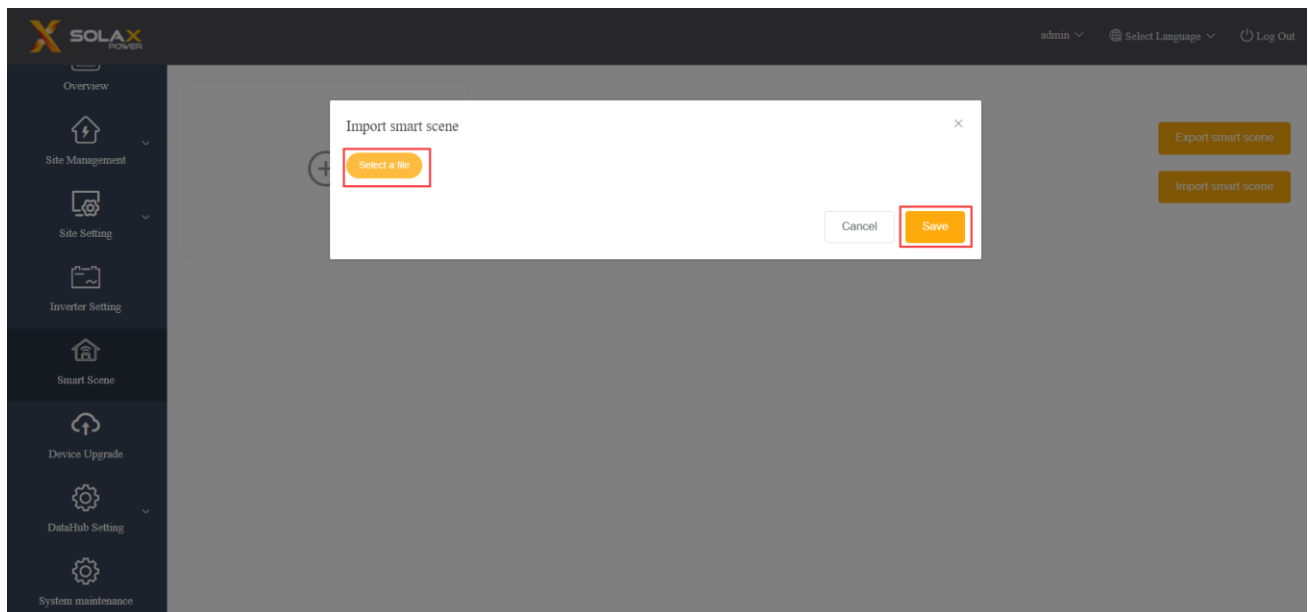 SOLAX
POWER
admin
Select Language
Log Out
Overview
Site Management
Site Setting
Inverter Setting
Smart Scene
Device Upgrade
DataHub Setting
System maintenance
Import smart scene
Select a file
Cancel
Save
Export smart scene
Import smart scene